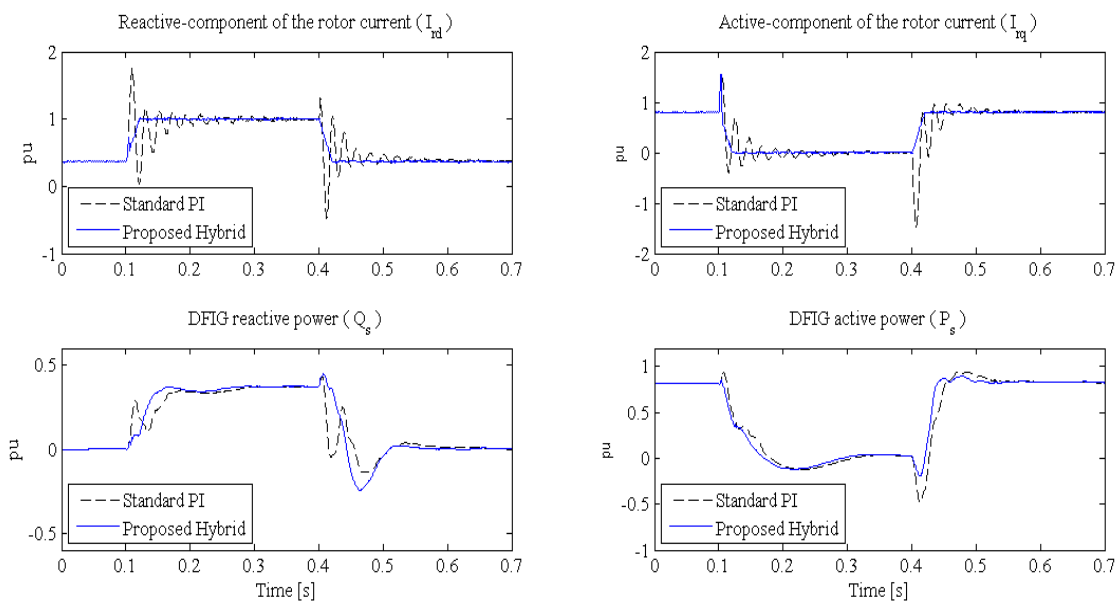 Reactive-component of the rotor current ( I_rd )
2
1
0
-1
pu
Standard PI
Proposed Hybrid
0 0.1 0.2 0.3 0.4 0.5 0.6 0.7
Active-component of the rotor current ( I_rq )
2
1
0
-1
-2
pu
Standard PI
Proposed Hybrid
0 0.1 0.2 0.3 0.4 0.5 0.6 0.7
DFIG reactive power ( Q_s )
0.5
0
-0.5
pu
Standard PI
Proposed Hybrid
0 0.1 0.2 0.3 0.4 0.5 0.6 0.7
Time [s]
DFIG active power ( P_s )
1
0.5
0
-0.5
-1
pu
Standard PI
Proposed Hybrid
0 0.1 0.2 0.3 0.4 0.5 0.6 0.7
Time [s]